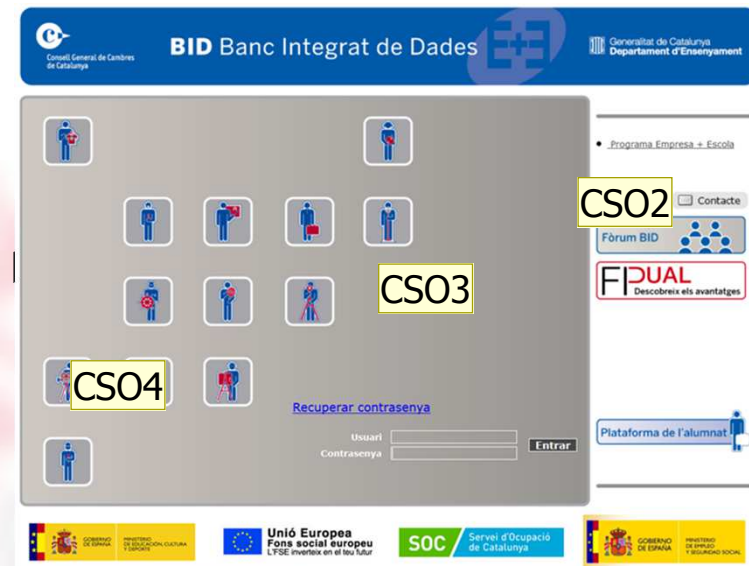 Consell General de Cambres
de Catalunya
BID Banc Integrat de Dades
E+E
Generalitat de Catalunya
Departament d'Ensenyament
Programa Empresa + Escola
CSO2
Contacte
Fòrum BID
CSO3
FPDUAL
Descobreix els avantatges
CSO4
Recuperar contrasenya
Usuari
Contrasenya
Entrar
Plataforma de l'alumnat
GOBIERNO
DE ESPAÑA
MINISTERIO
DE EDUCACIÓN, CULTURA
Y DEPORTE
Unió Europea
Fons social europeu
L'FSE inverteix en el teu futur
SOC
Servei d'Ocupació
de Catalunya
GOBIERNO
DE ESPAÑA
MINISTERIO
DE EMPLEO
Y SEGURIDAD SOCIAL